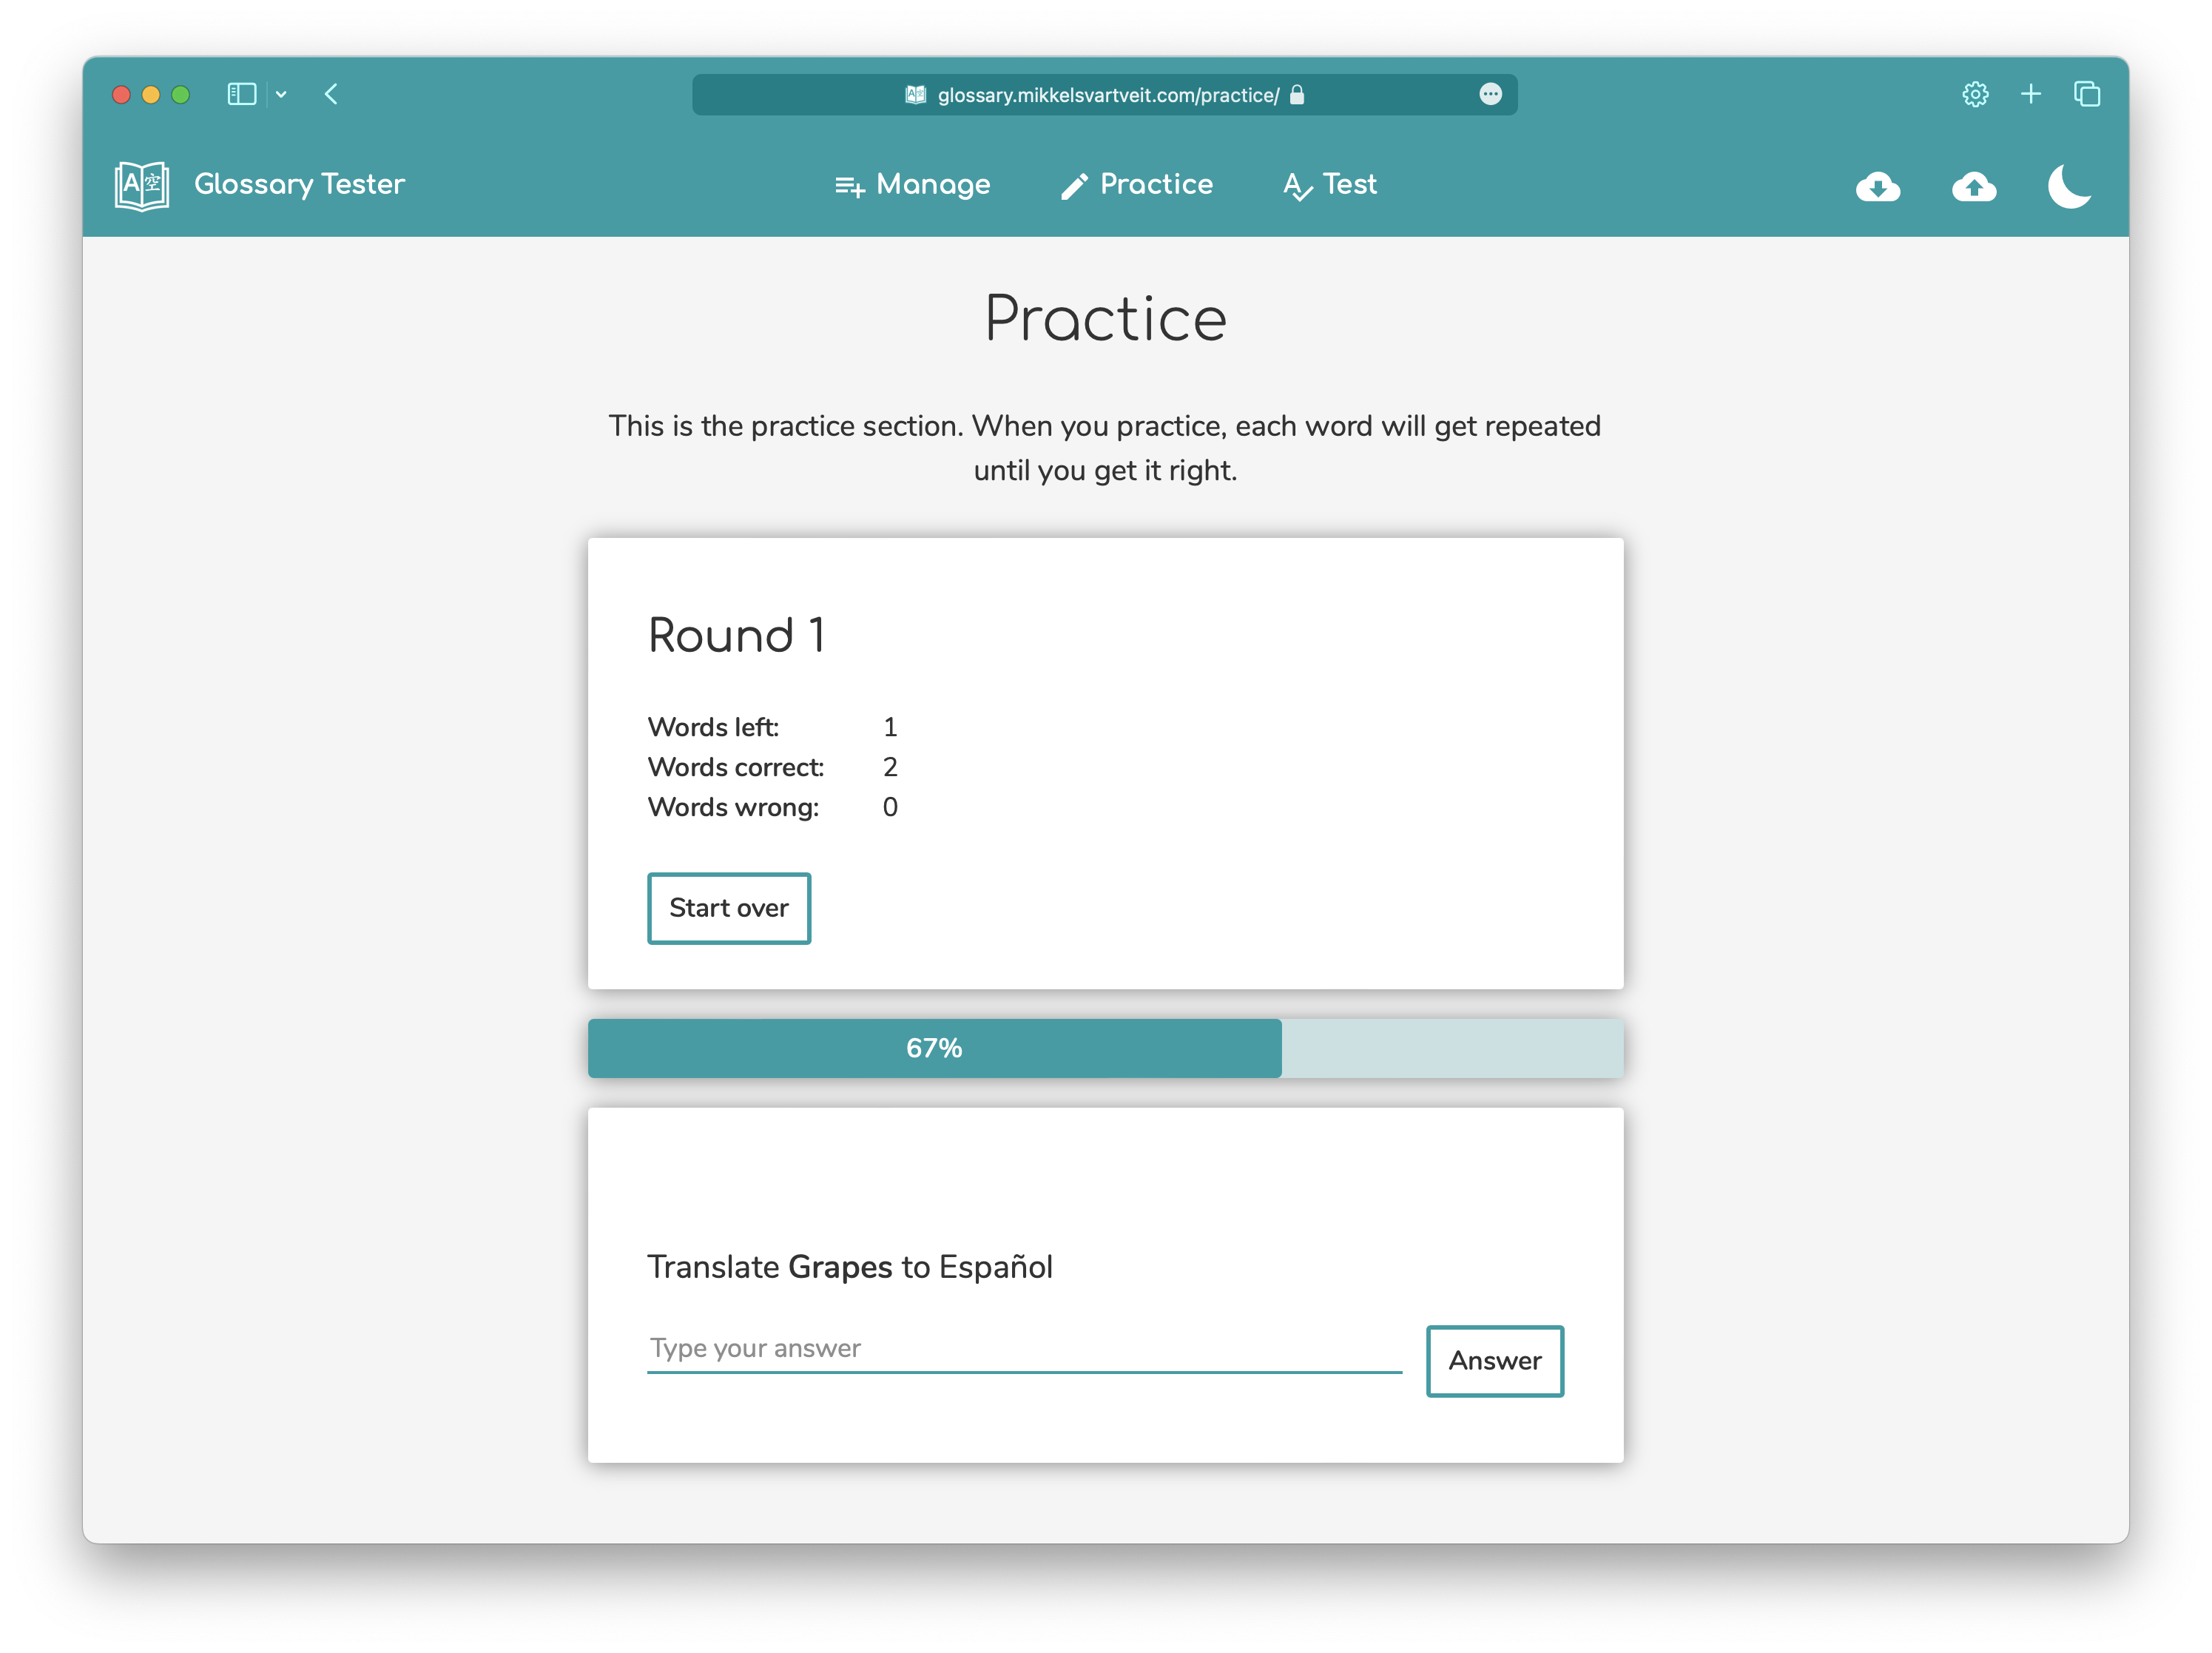 glossary.mikkelsvartveit.com/practice/
Glossary Tester
Manage
Practice
Test
Practice
This is the practice section. When you practice, each word will get repeated
until you get it right.
Round 1
Words left: 1
Words correct: 2
Words wrong: 0
Start over
67%
Translate Grapes to Español
Type your answer
Answer